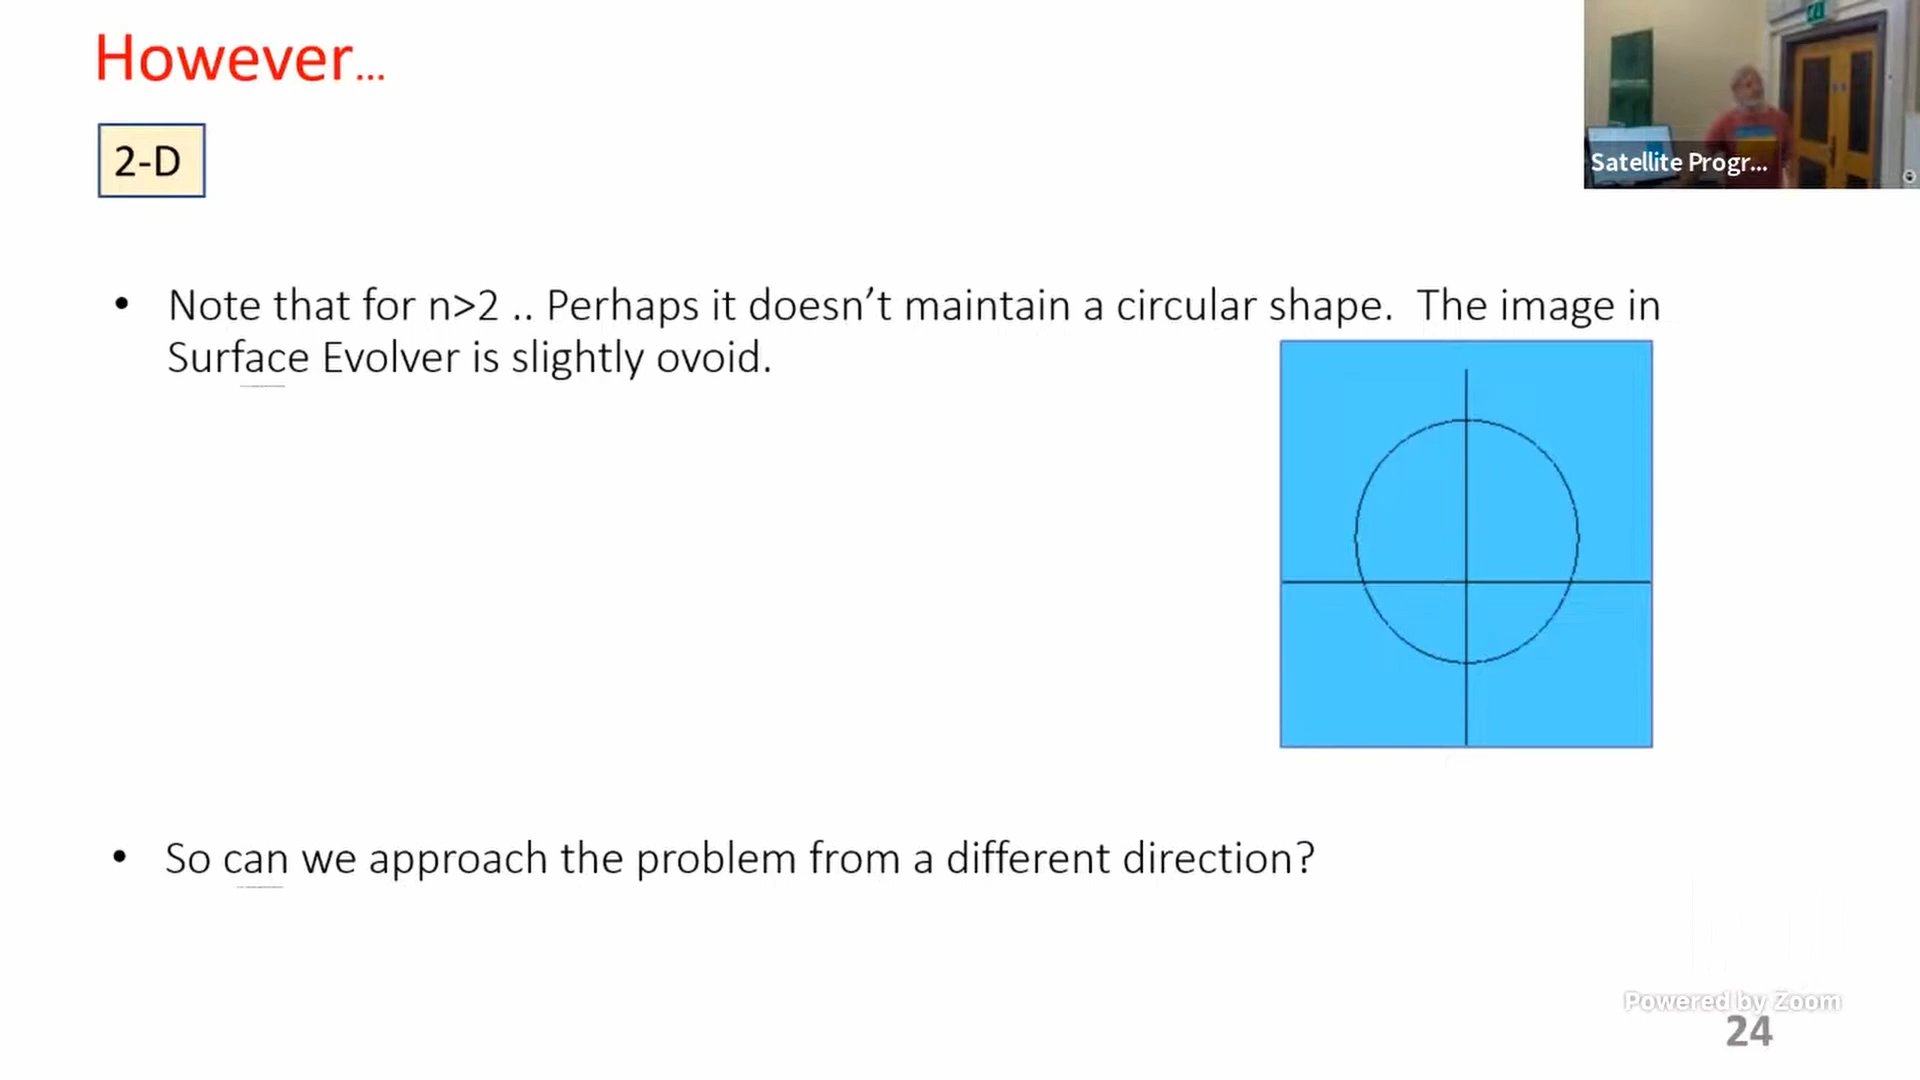 However...
2-D
Satellite Progr...
• Note that for n>2 .. Perhaps it doesn’t maintain a circular shape. The image in
Surface Evolver is slightly ovoid.
• So can we approach the problem from a different direction?
Powered by Zoom
24